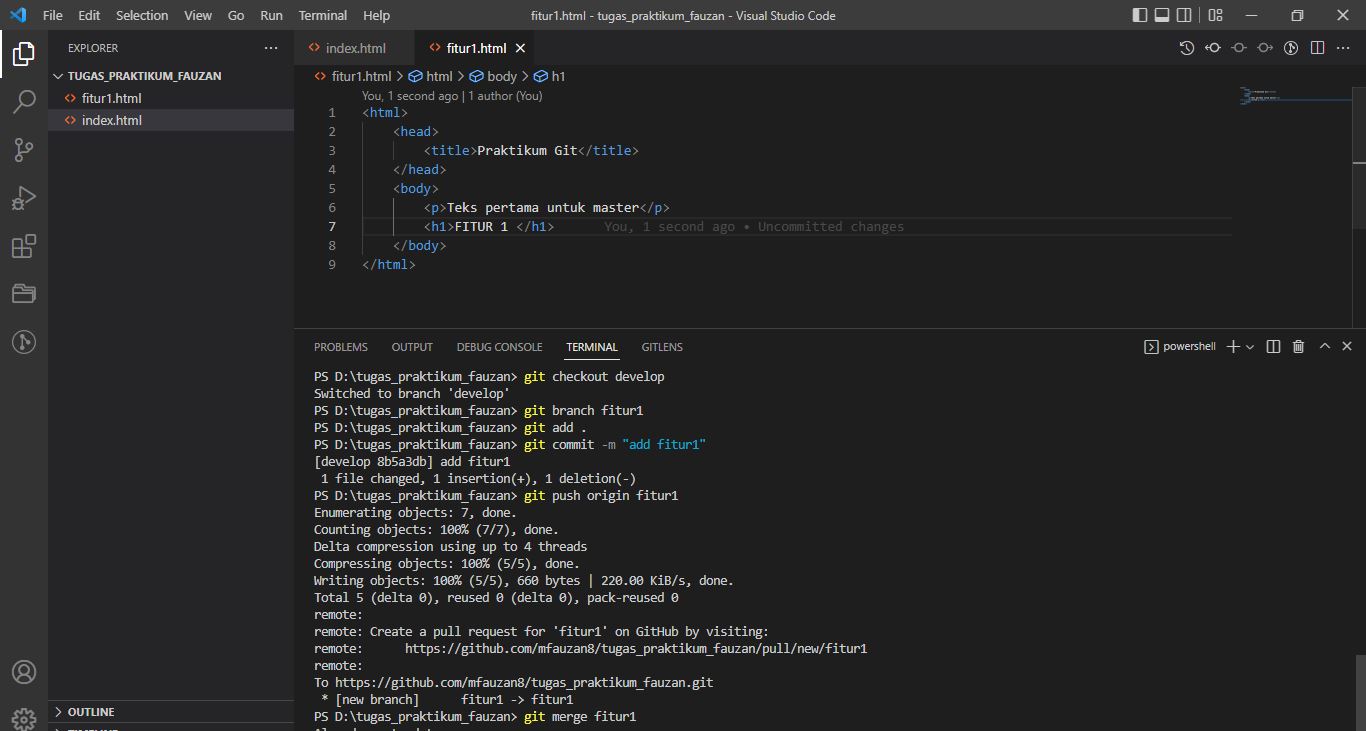 File Edit Selection View Go Run Terminal Help fitur1.html - tugas_praktikum_fauzan - Visual Studio Code
EXPLORER
TUGAS_PRAKTIKUM_FAUZAN
fitur1.html
index.html
OUTLINE
index.html fitur1.html
fitur1.html > html > body > h1
You, 1 second ago | 1 author (You)
1 <html>
2 <head>
3 <title>Praktikum Git</title>
4 </head>
5 <body>
6 <p>Teks pertama untuk master</p>
7 <h1>FITUR 1 </h1> You, 1 second ago • Uncommitted changes
8 </body>
9 </html>
PROBLEMS OUTPUT DEBUG CONSOLE TERMINAL GITLENS powershell
PS D:\tugas_praktikum_fauzan> git checkout develop
Switched to branch 'develop'
PS D:\tugas_praktikum_fauzan> git branch fitur1
PS D:\tugas_praktikum_fauzan> git add .
PS D:\tugas_praktikum_fauzan> git commit -m "add fitur1"
[develop 8b5a3db] add fitur1
1 file changed, 1 insertion(+), 1 deletion(-)
PS D:\tugas_praktikum_fauzan> git push origin fitur1
Enumerating objects: 7, done.
Counting objects: 100% (7/7), done.
Delta compression using up to 4 threads
Compressing objects: 100% (5/5), done.
Writing objects: 100% (5/5), 660 bytes | 220.00 KiB/s, done.
Total 5 (delta 0), reused 0 (delta 0), pack-reused 0
remote:
remote: Create a pull request for 'fitur1' on GitHub by visiting:
remote: https://github.com/mfauzan8/tugas_praktikum_fauzan/pull/new/fitur1
remote:
To https://github.com/mfauzan8/tugas_praktikum_fauzan.git
* [new branch] fitur1 -> fitur1
PS D:\tugas_praktikum_fauzan> git merge fitur1